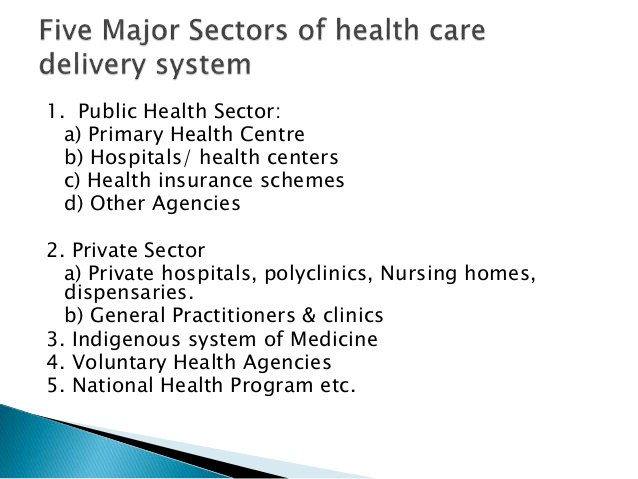 Five Major Sectors of health care
delivery system
1. Public Health Sector:
a) Primary Health Centre
b) Hospitals/ health centers
c) Health insurance schemes
d) Other Agencies
2. Private Sector
a) Private hospitals, polyclinics, Nursing homes,
dispensaries.
b) General Practitioners & clinics
3. Indigenous system of Medicine
4. Voluntary Health Agencies
5. National Health Program etc.